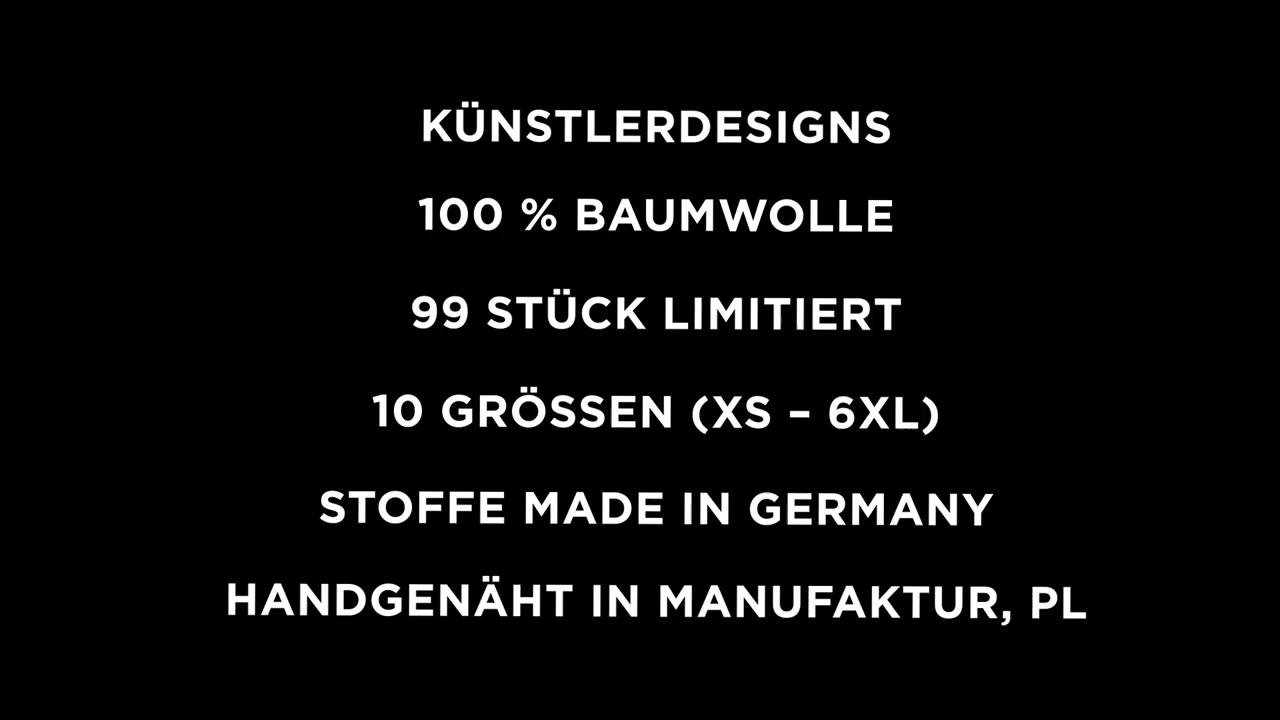 KÜNSTLERDESIGNS
100 % BAUMWOLLE
99 STÜCK LIMITIERT
10 GRÖSSEN (XS – 6XL)
STOFFE MADE IN GERMANY
HANDGENÄHT IN MANUFAKTUR, PL